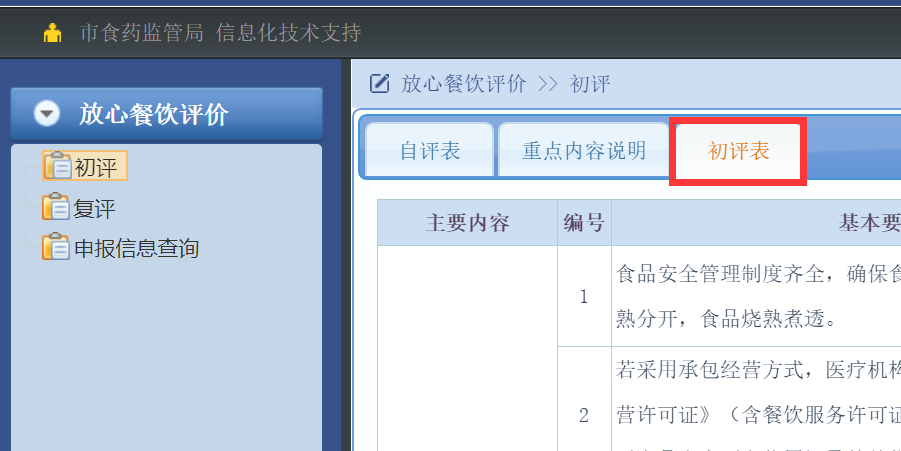 市食药监管局 信息化技术支持
放心餐饮评价
初评
复评
申报信息查询
放心餐饮评价 >> 初评
自评表 重点内容说明 初评表
主要内容 编号 基本要
1 食品安全管理制度齐全，确保食
熟分开，食品烧熟煮透。
2 若采用承包经营方式，医疗机构
营许可证》（含餐饮服务许可证